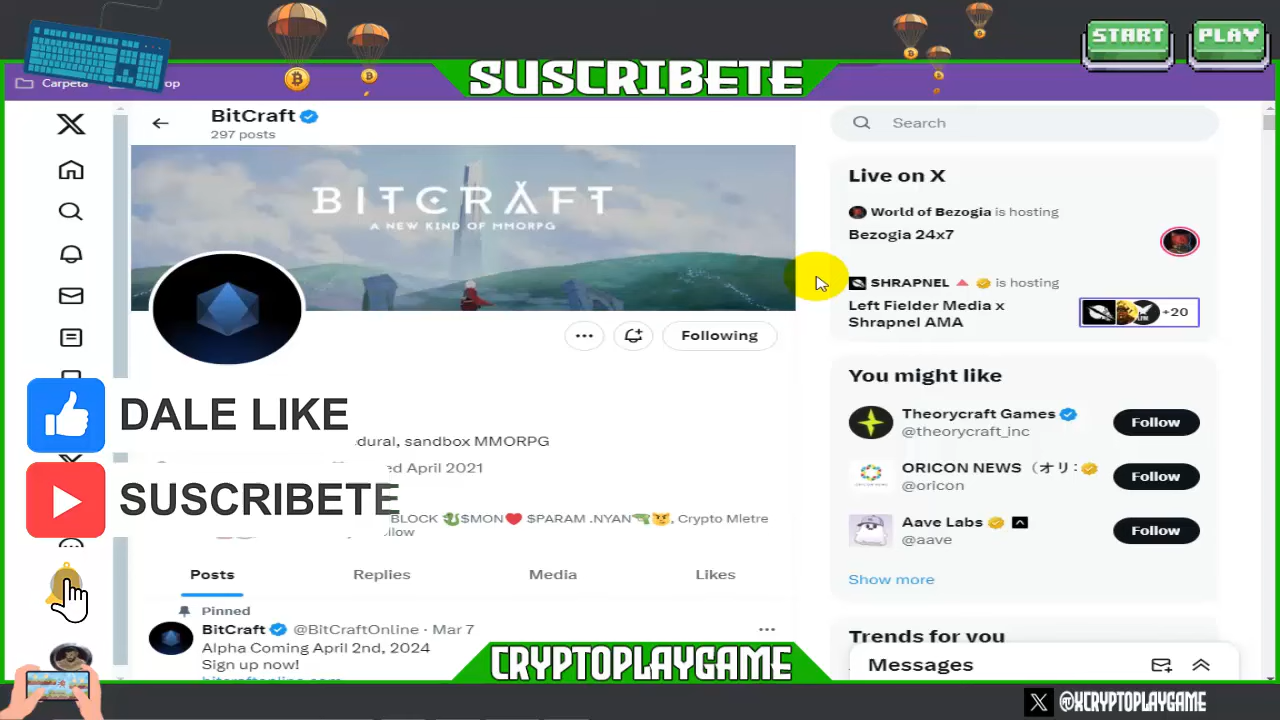 START
PLAY
SUSCRIBETE
Carpeta
op
BitCraft
297 posts
BITCRAFT
A NEW KIND OF MMORPG
Following
dural, sandbox MMORPG
ed April 2021
BLOCK $MON $PARAM .NYAN, Crypto Mletre
ollow
DALE LIKE
SUSCRIBETE
Posts
Replies
Media
Likes
Pinned
BitCraft @BitCraftOnline · Mar 7
Alpha Coming April 2nd, 2024
Sign up now!
bitcraftonline.com
Search
Live on X
World of Bezogia is hosting
Bezogia 24x7
SHRAPNEL is hosting
Left Fielder Media x
Shrapnel AMA
+20
You might like
Theorycraft Games
@theorycraft_inc
Follow
ORICON NEWS（オリ
@oricon
Follow
Aave Labs
@aave
Follow
Show more
Trends for you
Messages
CRYPTOPLAYGAME
@XCRYPTOPLAYGAME